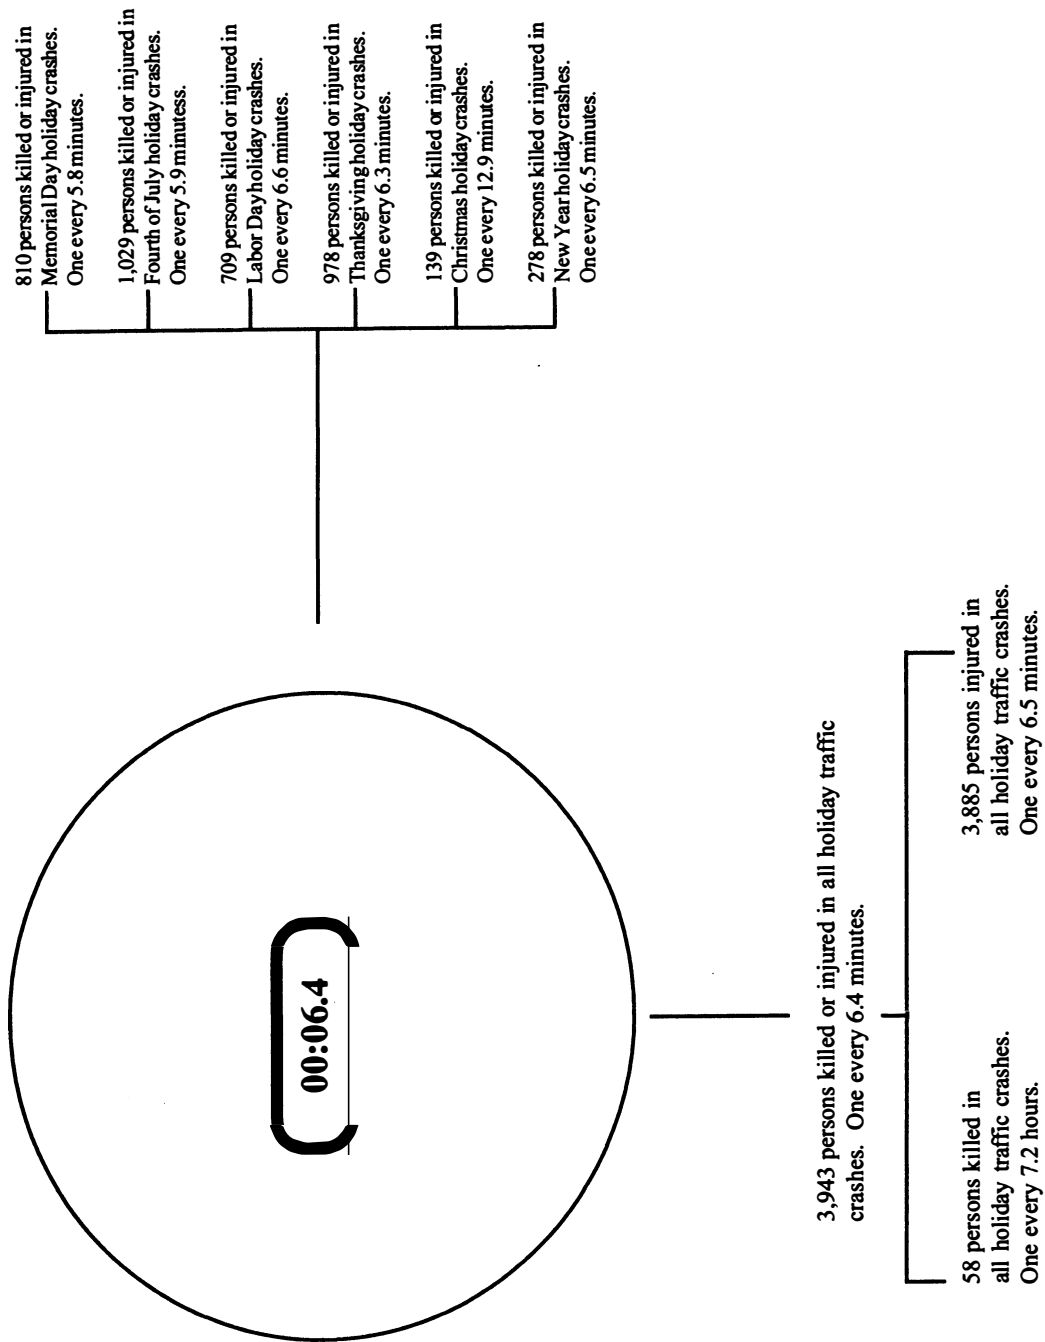 810 persons killed or injured in
Memorial Day holiday crashes.
One every 5.8 minutes.
1,029 persons killed or injured in
Fourth of July holiday crashes.
One every 5.9 minutess.
709 persons killed or injured in
Labor Day holiday crashes.
One every 6.6 minutes.
978 persons killed or injured in
Thanksgiving holiday crashes.
One every 6.3 minutes.
139 persons killed or injured in
Christmas holiday crashes.
One every 12.9 minutes.
278 persons killed or injured in
New Year holiday crashes.
One every 6.5 minutes.
00:06.4
3,943 persons killed or injured in all holiday traffic
crashes. One every 6.4 minutes.
58 persons killed in
all holiday traffic crashes.
One every 7.2 hours.
3,885 persons injured in
all holiday traffic crashes.
One every 6.5 minutes.